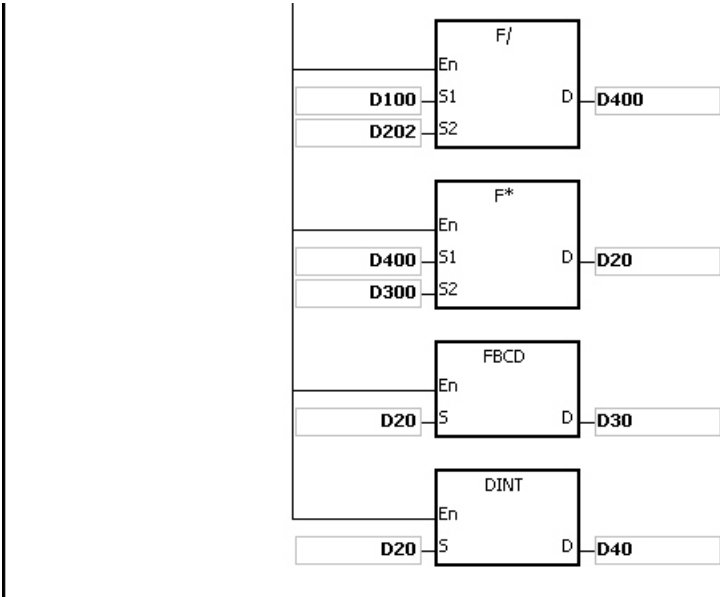 F/
En
D100 S1 D D400
D202 S2
F*
En
D400 S1 D D20
D300 S2
FBCD
En
D20 S D D30
DINT
En
D20 S D D40